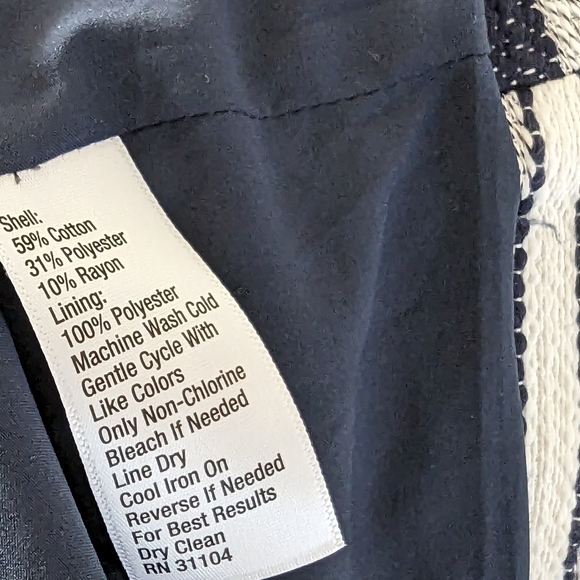 Shell:
59% Cotton
31% Polyester
10% Rayon
Lining:
100% Polyester
Machine Wash Cold
Gentle Cycle With
Like Colors
Only Non-Chlorine
Bleach If Needed
Line Dry
Cool Iron On
Reverse If Needed
For Best Results
Dry Clean
RN 31104